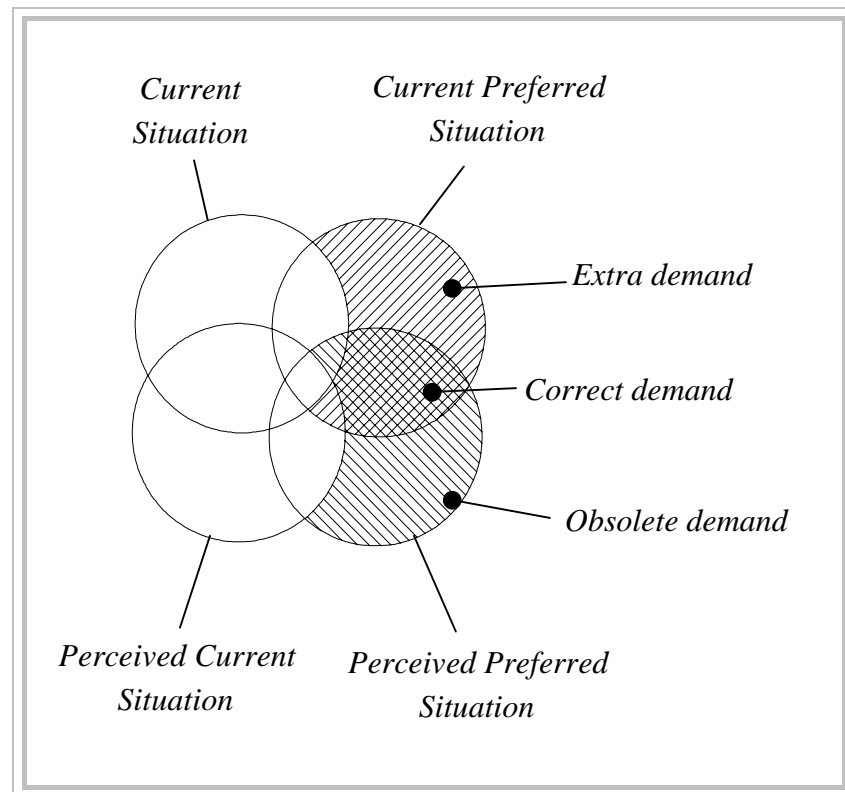 Current
Situation
Current Preferred
Situation
Extra demand
Correct demand
Obsolete demand
Perceived Current
Situation
Perceived Preferred
Situation